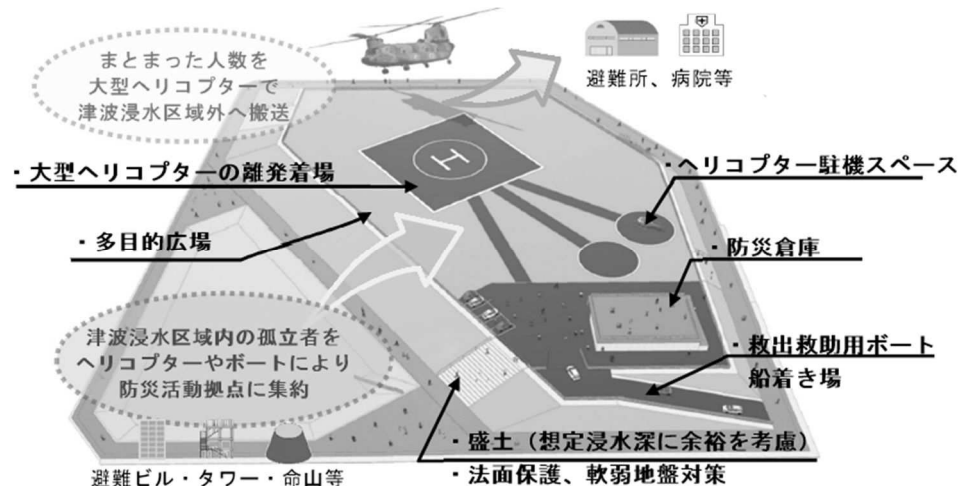 まとまった人数を
大型ヘリコプターで
津波浸水区域外へ搬送
避難所、病院等
・大型ヘリコプターの離発着場
・ヘリコプター駐機スペース
H
・多目的広場
・防災倉庫
津波浸水区域内の孤立者を
ヘリコプターやボートにより
防災活動拠点に集約
・救出救助用ボート
船着き場
・盛土（想定浸水深に余裕を考慮）
・法面保護、軟弱地盤対策
避難ビル・タワー・命山等